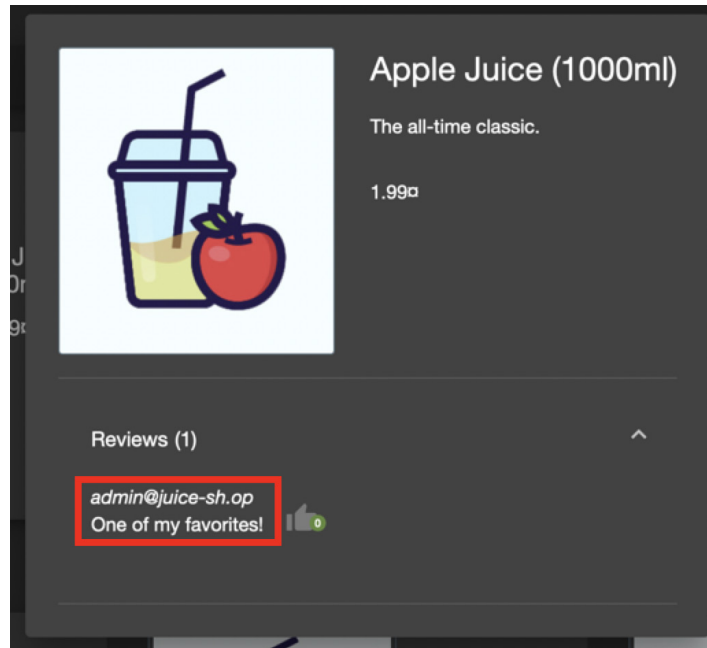 Apple Juice (1000ml)
The all-time classic.
1.99¤
Reviews (1)
admin@juice-sh.op
One of my favorites!
0